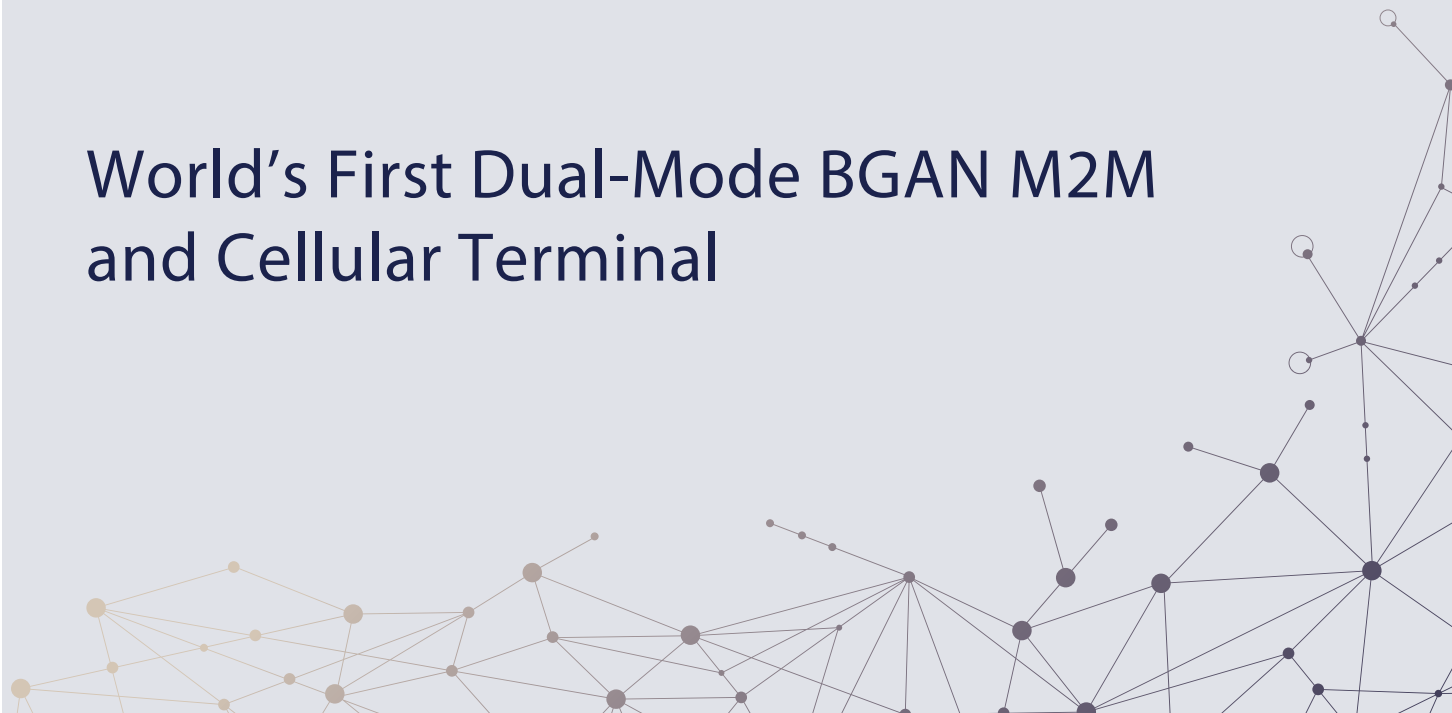 World’s First Dual-Mode BGAN M2M
and Cellular Terminal